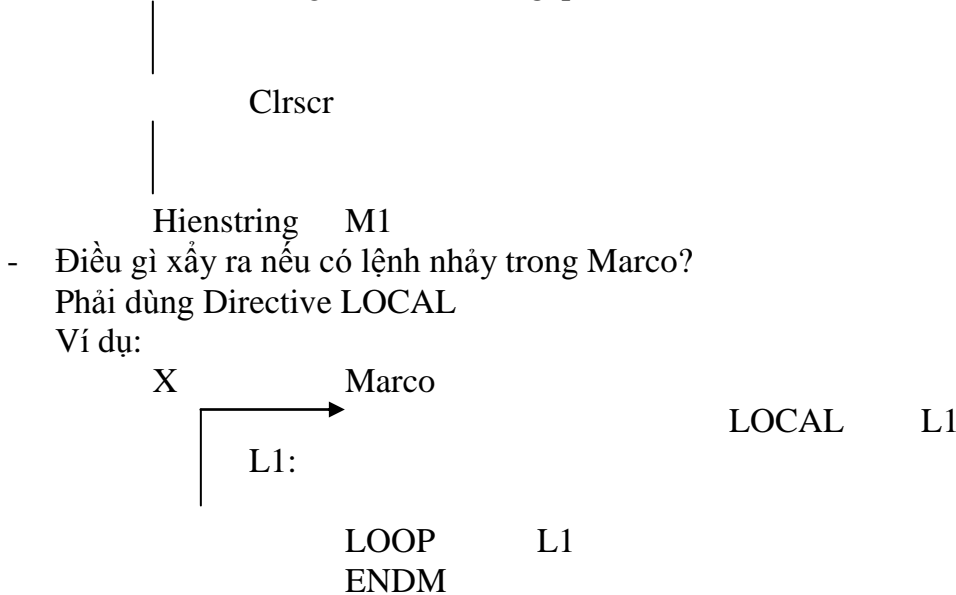 Clrscr
Hienstring M1
- Điều gì xẩy ra nếu có lệnh nhảy trong Marco?
Phải dùng Directive LOCAL
Ví dụ:
X Marco
LOCAL L1
L1:
LOOP L1
ENDM